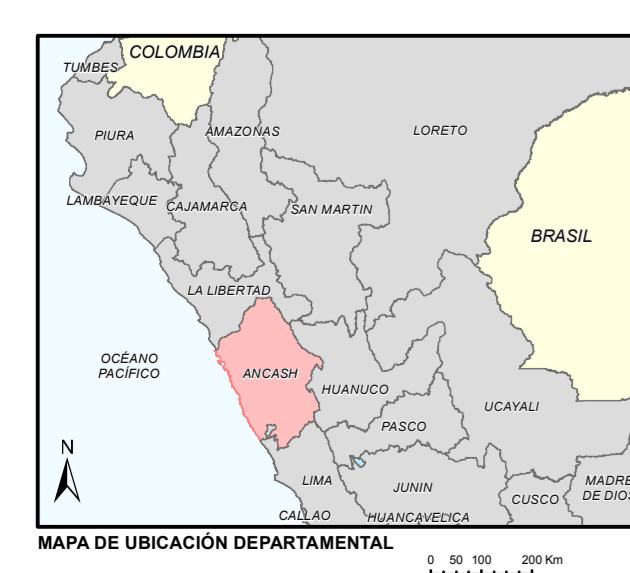 COLOMBIA
TUMBES
PIURA
AMAZONAS
LORETO
LAMBAYEQUE
CAJAMARCA
SAN MARTIN
BRASIL
LA LIBERTAD
OCÉANO
PACÍFICO
ANCASH
HUANUCO
UCAYALI
PASCO
N
LIMA
JUNIN
MADRE
DE DIOS
CUSCO
CALLAO
HUANCAVELICA
MAPA DE UBICACIÓN DEPARTAMENTAL
0 50 100 200 Km